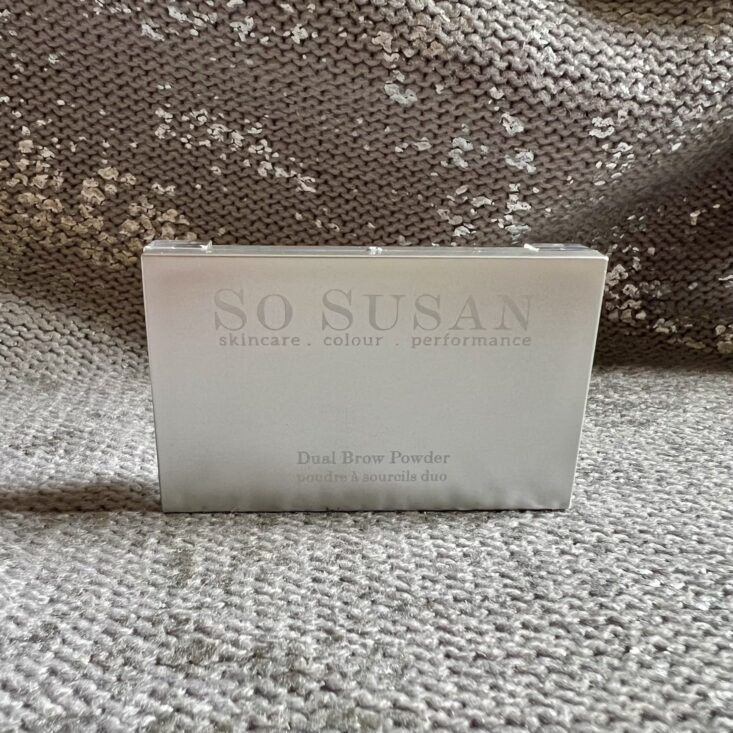 SO SUSAN
skincare . colour . performance
Dual Brow Powder
poudre à sourcils duo